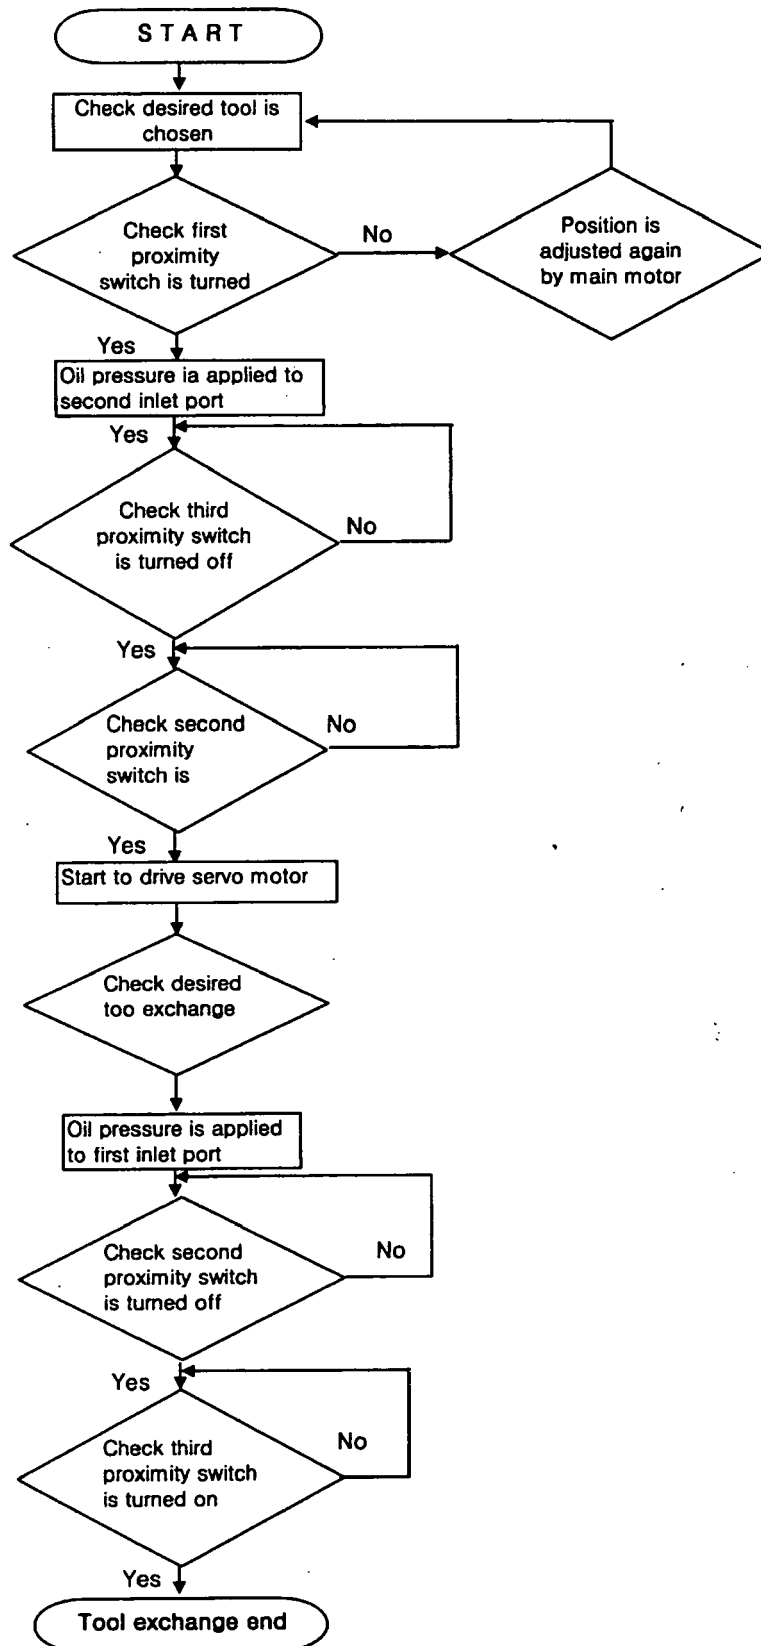 START
Check desired tool is
chosen
Check first
proximity
switch is turned
No
Position is
adjusted again
by main motor
Yes
Oil pressure ia applied to
second inlet port
Yes
Check third
proximity switch
is turned off
No
Yes
Check second
proximity
switch is
No
Yes
Start to drive servo motor
Check desired
too exchange
Oil pressure is applied
to first inlet port
Check second
proximity switch
is turned off
No
Yes
Check third
proximity switch
is turned on
No
Yes
Tool exchange end